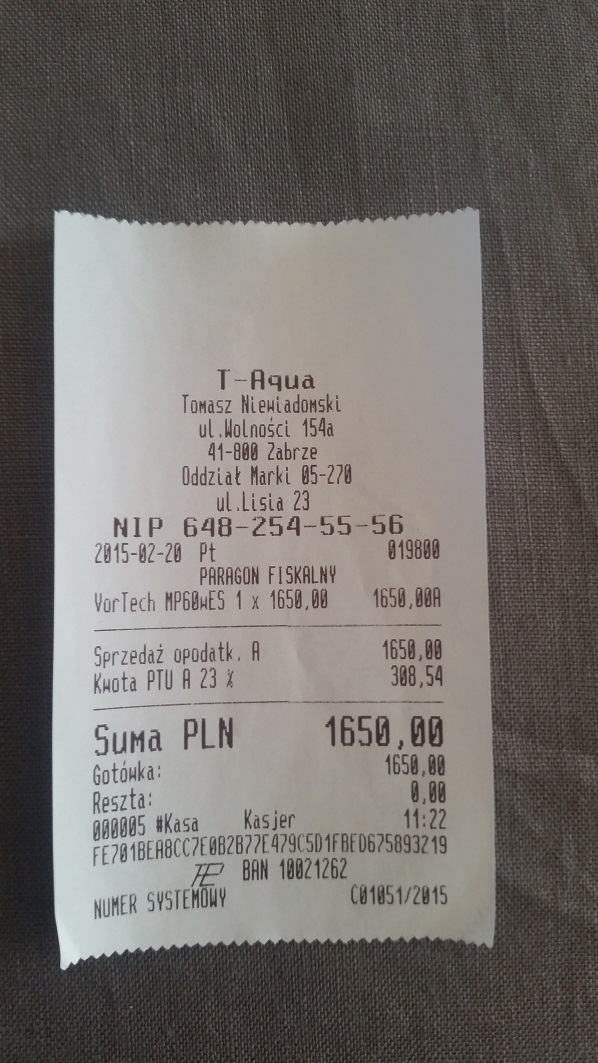 T-Aqua
Tomasz Niewiadomski
ul.Wolności 154a
41-800 Zabrze
Oddział Marki 05-270
ul.Lisia 23
NIP 648-254-55-56
2015-02-20 Pt 019800
PARAGON FISKALNY
VorTech MP60wES 1 x 1650,00 1650,00A
Sprzedaż opodatk. A 1650,00
Kwota PTU A 23 % 308,54
Suma PLN 1650,00
Gotówka: 1650,00
Reszta: 0,00
000005 #Kasa Kasjer 11:22
FE701BEA8CC7E0B2B77E479C5D1FBED675893219
BAN 10021262
NUMER SYSTEMOWY C01051/2015